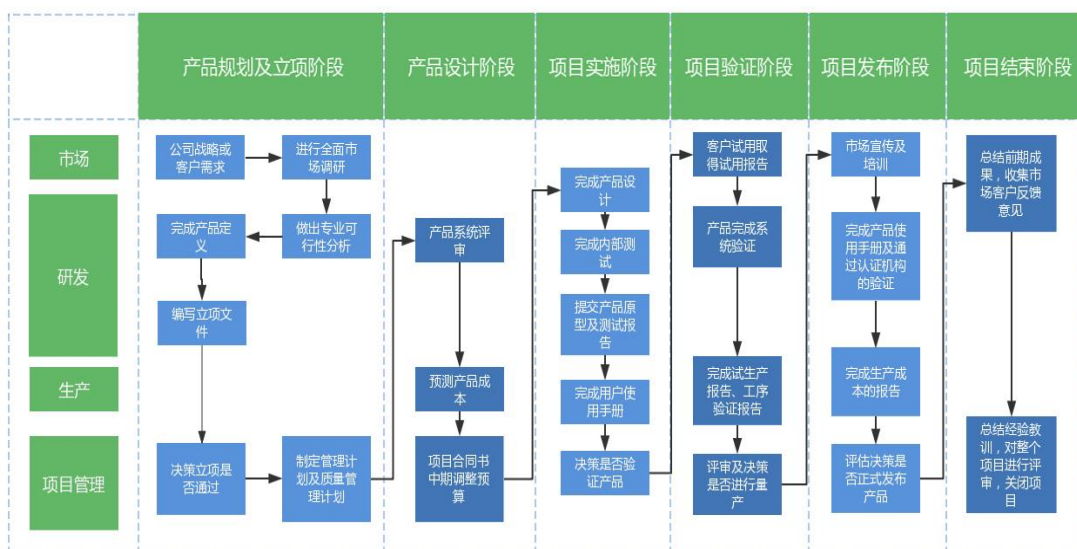 产品规划及立项阶段
产品设计阶段
项目实施阶段
项目验证阶段
项目发布阶段
项目结束阶段
市场
研发
生产
项目管理
公司战略或
客户需求
进行全面市
场调研
做出专业可
行性分析
完成产品定
义
编写立项文
件
决策立项是
否通过
制定管理计
划及质量管
理计划
产品系统评
审
预测产品成
本
项目合同书
中期调整预
算
完成产品设
计
完成内部测
试
提交产品原
型及测试报
告
完成用户使
用手册
决策是否验
证产品
客户试用取
得试用报告
产品完成系
统验证
完成试生产
报告、工序
验证报告
评审及决策
是否进行量
产
市场宣传及
培训
完成产品使
用手册及通
过认证机构
的验证
完成生产成
本的报告
评估决策是
否正式发布
产品
总结前期成
果，收集市
场客户反馈
意见
总结经验教
训，对整个
项目进行评
审，关闭项
目